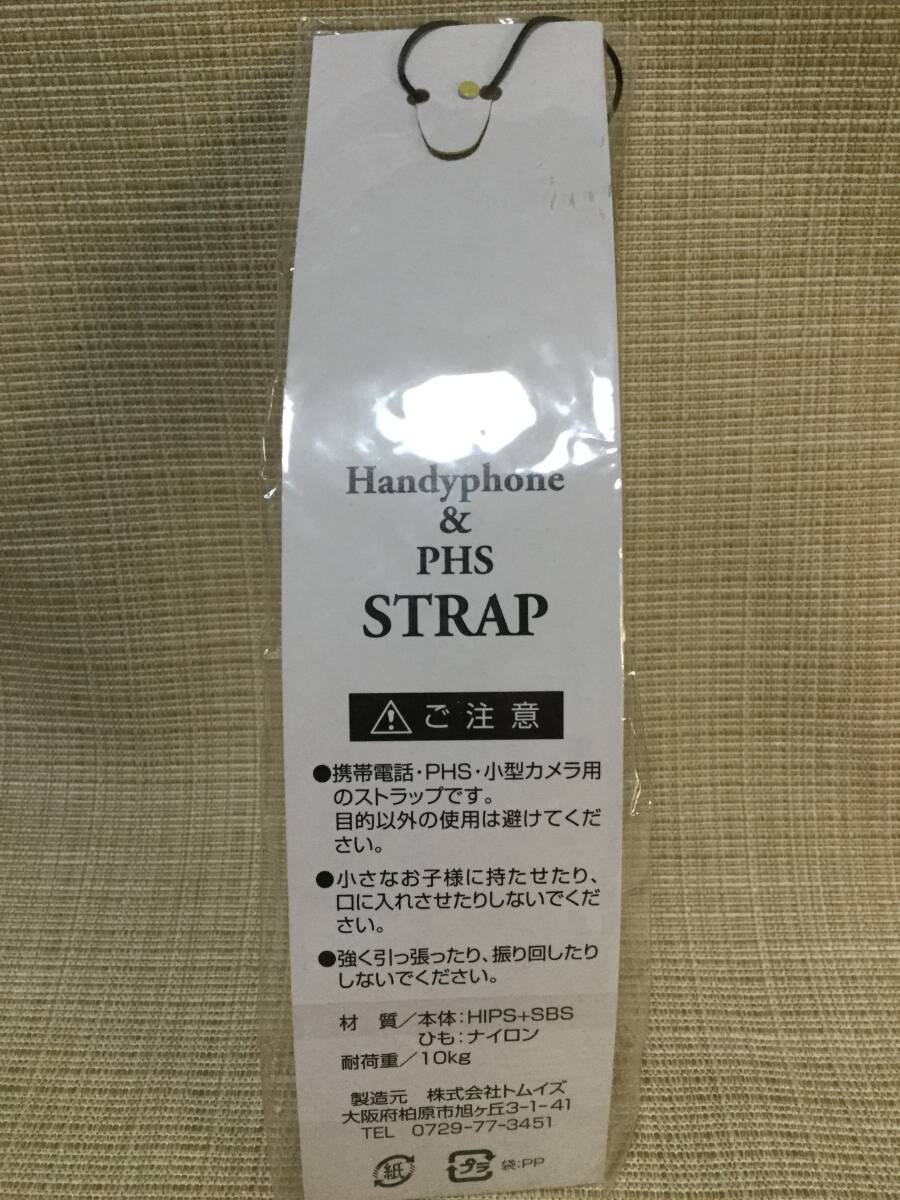 Handyphone
&
PHS
STRAP
ご注意
●携帯電話・PHS・小型カメラ用
のストラップです。
目的以外の使用は避けてくだ
さい。
●小さなお子様に持たせたり、
口に入れさせたりしないでくだ
さい。
●強く引っ張ったり、振り回したり
しないでください。
材 質／本体：HIPS+SBS
ひも：ナイロン
耐荷重／10kg
製造元 株式会社トムイズ
大阪府柏原市旭ヶ丘3-1-41
TEL 0729-77-3451
紙 プラ 袋：PP